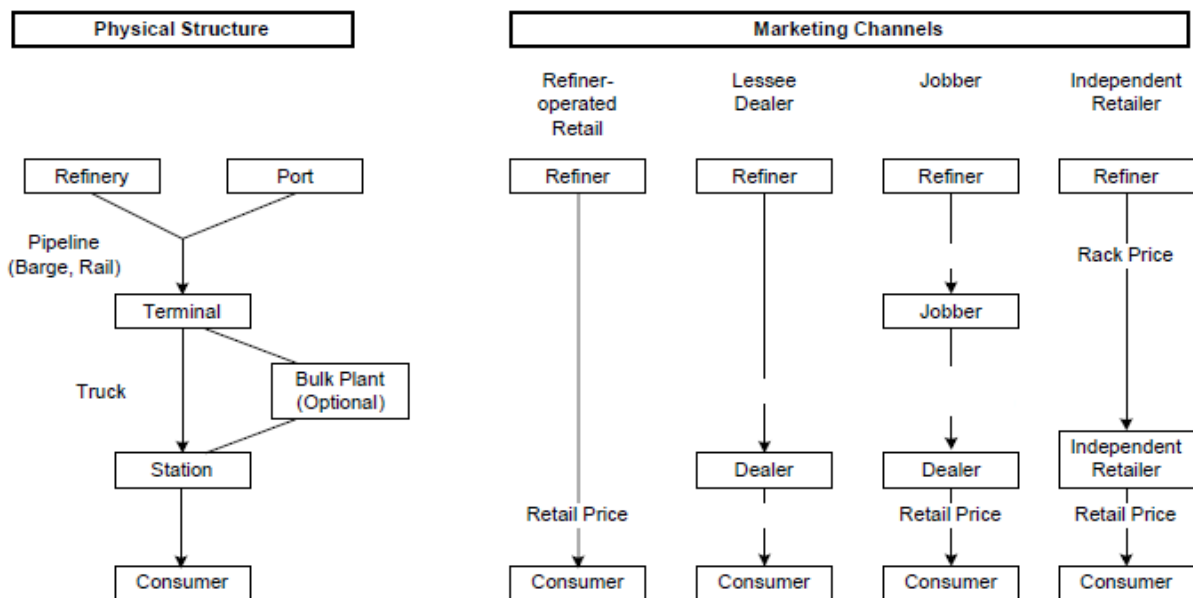 Physical Structure
Marketing Channels
Refiner-
operated
Retail
Lessee
Dealer
Jobber
Independent
Retailer
Refinery
Port
Refiner
Refiner
Refiner
Refiner
Pipeline
(Barge, Rail)
Rack Price
Terminal
Jobber
Truck
Bulk Plant
(Optional)
Station
Dealer
Dealer
Independent
Retailer
Retail Price
Retail Price
Retail Price
Consumer
Consumer
Consumer
Consumer
Consumer